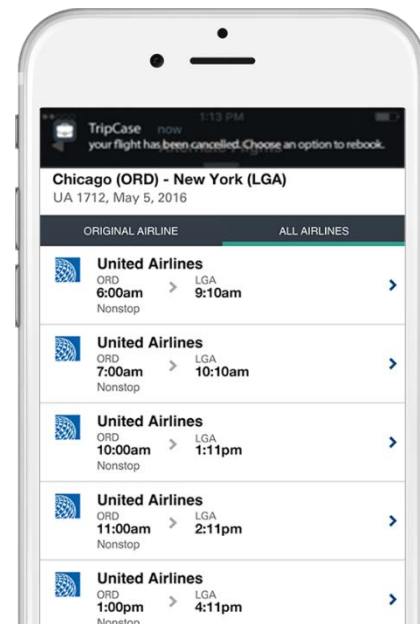 1:13 PM
TripCase now
your flight has been cancelled. Choose an option to rebook.
Alternate Flights
Chicago (ORD) - New York (LGA)
UA 1712, May 5, 2016
ORIGINAL AIRLINE ALL AIRLINES
United Airlines
ORD LGA
6:00am > 9:10am
Nonstop
United Airlines
ORD LGA
7:00am > 10:10am
Nonstop
United Airlines
ORD LGA
10:00am > 1:11pm
Nonstop
United Airlines
ORD LGA
11:00am > 2:11pm
Nonstop
United Airlines
ORD LGA
1:00pm > 4:11pm
Nonstop